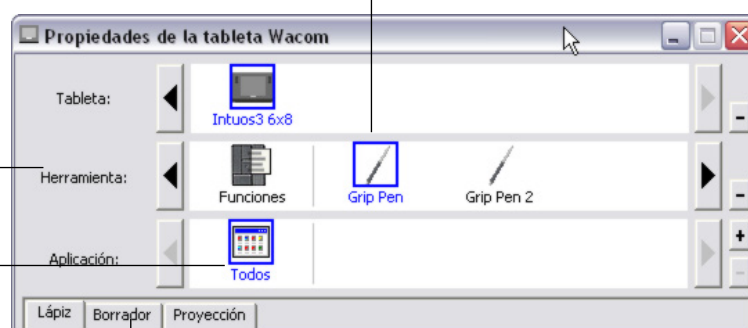 Propiedades de la tableta Wacom
Tableta:
Intuos3 6x8
Herramienta:
Funciones
Grip Pen
Grip Pen 2
Aplicación:
Todos
Lápiz
Borrador
Proyección